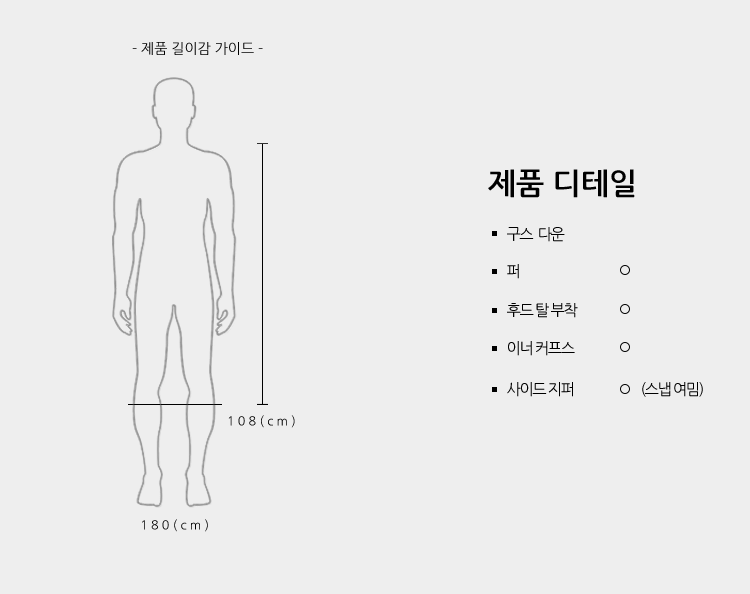 - 제품 길이감 가이드 -
108(cm)
180(cm)
제품 디테일
▪ 구스 다운
▪ 퍼 ○
▪ 후드 탈 부착 ○
▪ 이너 커프스 ○
▪ 사이드 지퍼 ○ (스냅 여밈)